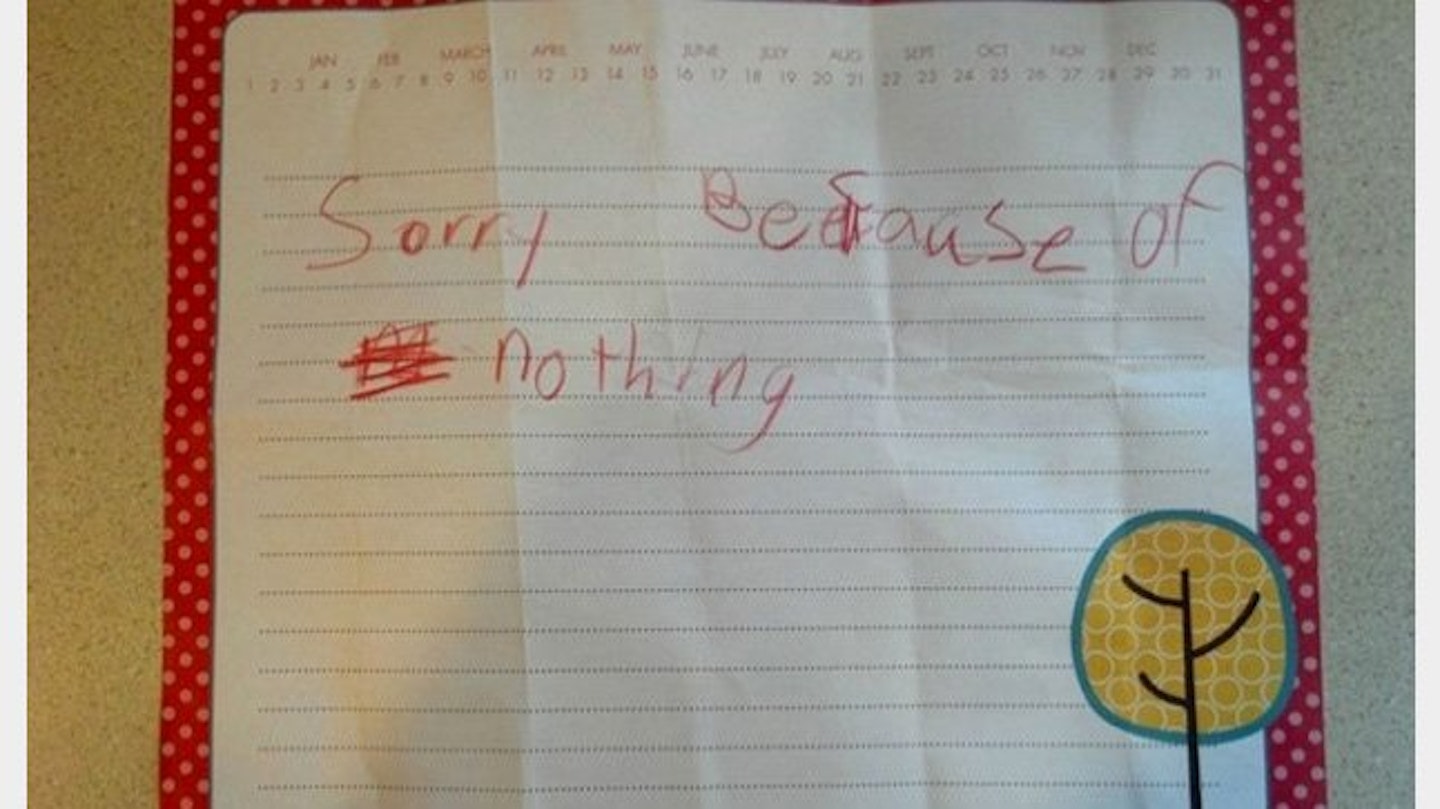 JAN FEB MARCH APRIL MAY JUNE JULY AUG SEPT OCT NOV DEC
1 2 3 4 5 6 7 8 9 10 11 12 13 14 15 16 17 18 19 20 21 22 23 24 25 26 27 28 29 30 31
Sorry Because of
nothing